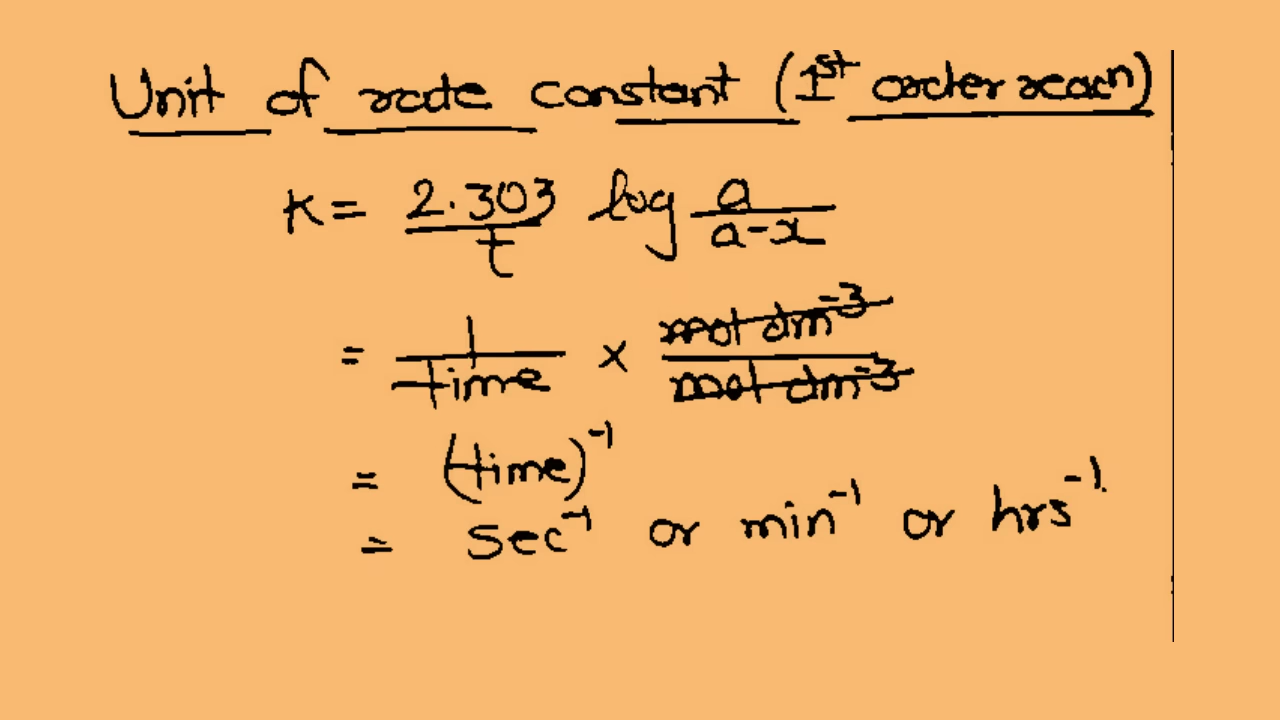 Unit of rate constant (1st order reacn)
K = 2.303/t log a/a-x
= 1/time × mol dm⁻³/mol dm⁻³
= (time)⁻¹
= Sec⁻¹ or min⁻¹ or hrs⁻¹.